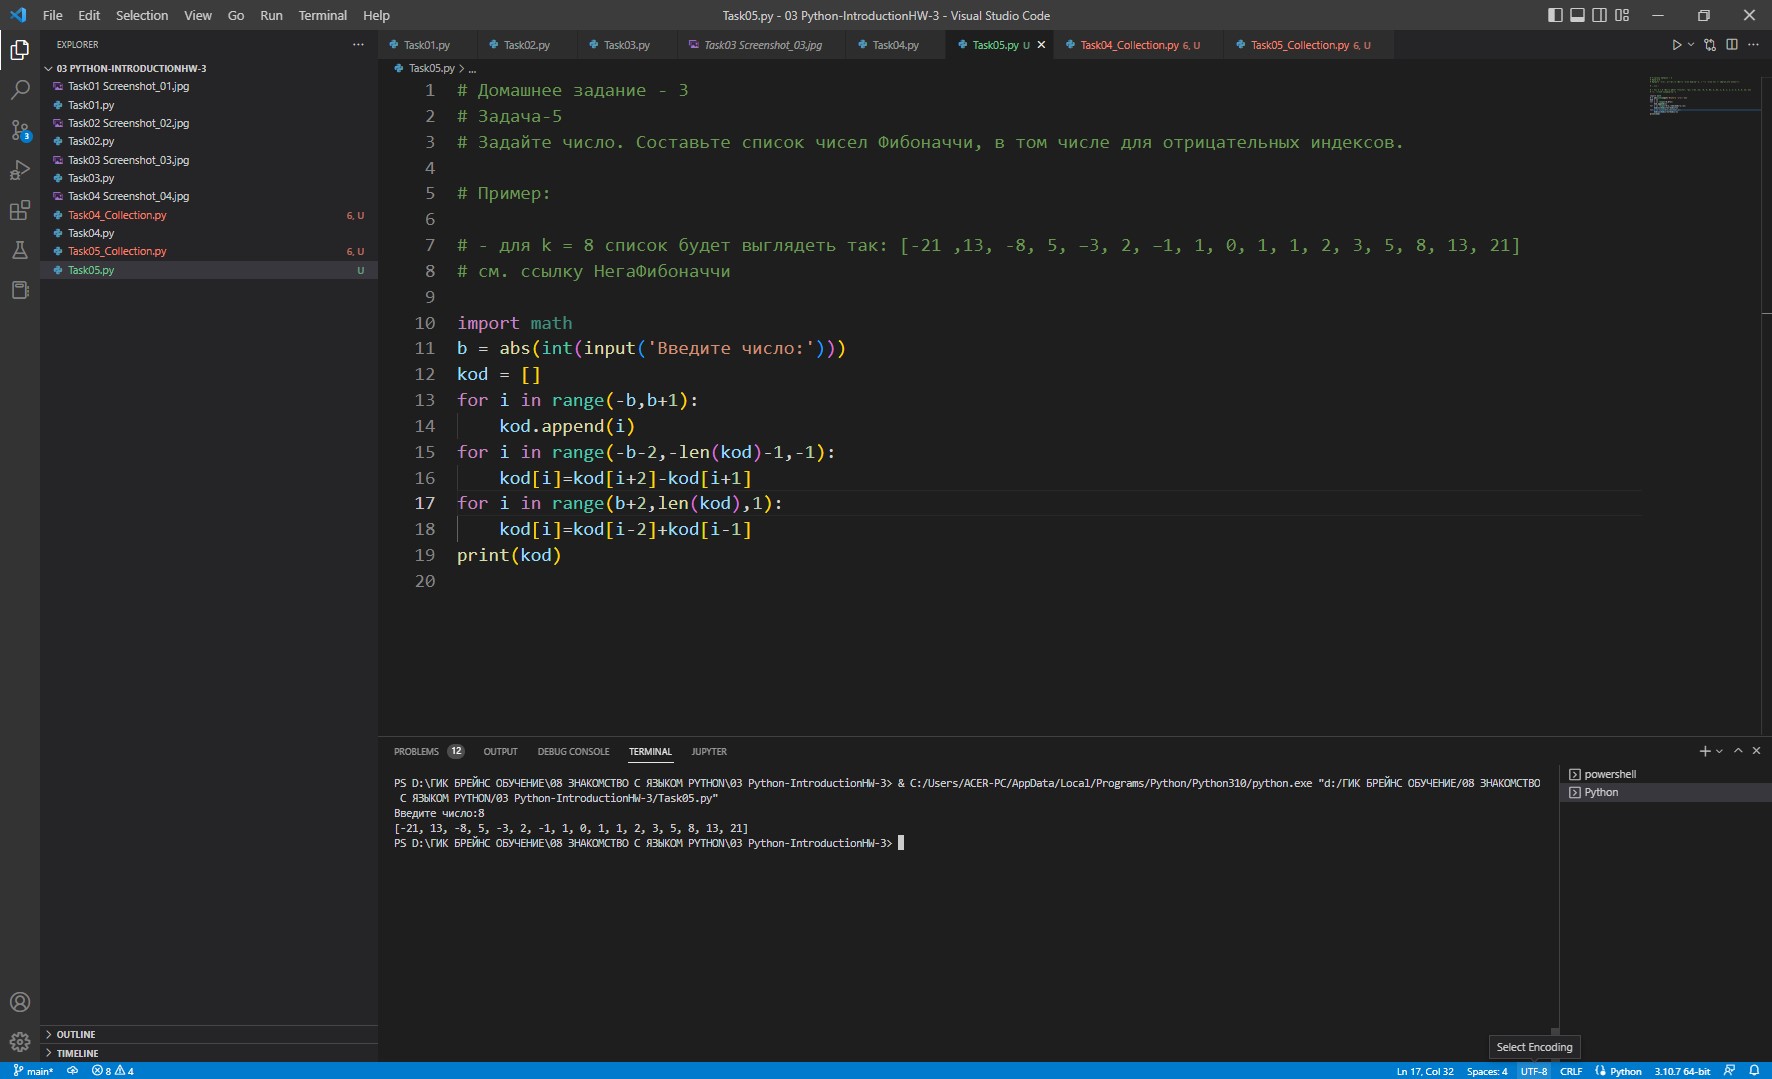 File Edit Selection View Go Run Terminal Help
Task05.py - 03 Python-IntroductionHW-3 - Visual Studio Code
EXPLORER
03 PYTHON-INTRODUCTIONHW-3
Task01 Screenshot_01.jpg
Task01.py
Task02 Screenshot_02.jpg
Task02.py
Task03 Screenshot_03.jpg
Task03.py
Task04 Screenshot_04.jpg
Task04_Collection.py 6, U
Task04.py
Task05_Collection.py 6, U
Task05.py U
OUTLINE
TIMELINE
Task01.py Task02.py Task03.py Task03 Screenshot_03.jpg Task04.py Task05.py U Task04_Collection.py 6, U Task05_Collection.py 6, U
Task05.py > ...
1 # Домашнее задание - 3
2 # Задача-5
3 # Задайте число. Составьте список чисел Фибоначчи, в том числе для отрицательных индексов.
4
5 # Пример:
6
7 # - для k = 8 список будет выглядеть так: [-21 ,13, -8, 5, −3, 2, −1, 1, 0, 1, 1, 2, 3, 5, 8, 13, 21]
8 # см. ссылку НегаФибоначчи
9
10 import math
11 b = abs(int(input('Введите число:')))
12 kod = []
13 for i in range(-b,b+1):
14     kod.append(i)
15 for i in range(-b-2,-len(kod)-1,-1):
16     kod[i]=kod[i+2]-kod[i+1]
17 for i in range(b+2,len(kod),1):
18     kod[i]=kod[i-2]+kod[i-1]
19 print(kod)
20
PROBLEMS 12 OUTPUT DEBUG CONSOLE TERMINAL JUPYTER
PS D:\ГИК БРЕЙНС ОБУЧЕНИЕ\08 ЗНАКОМСТВО С ЯЗЫКОМ PYTHON\03 Python-IntroductionHW-3> & C:/Users/ACER-PC/AppData/Local/Programs/Python/Python310/python.exe "d:/ГИК БРЕЙНС ОБУЧЕНИЕ/08 ЗНАКОМСТВО
С ЯЗЫКОМ PYTHON/03 Python-IntroductionHW-3/Task05.py"
Введите число:8
[-21, 13, -8, 5, -3, 2, -1, 1, 0, 1, 1, 2, 3, 5, 8, 13, 21]
PS D:\ГИК БРЕЙНС ОБУЧЕНИЕ\08 ЗНАКОМСТВО С ЯЗЫКОМ PYTHON\03 Python-IntroductionHW-3>
powershell
Python
Select Encoding
3
main* 8 4
Ln 17, Col 32 Spaces: 4 UTF-8 CRLF Python 3.10.7 64-bit